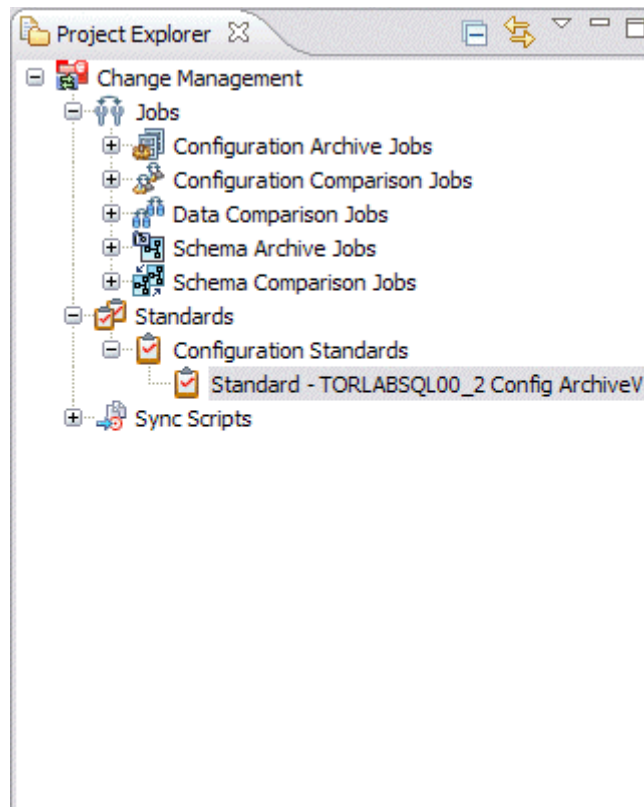 Project Explorer
Change Management
Jobs
Configuration Archive Jobs
Configuration Comparison Jobs
Data Comparison Jobs
Schema Archive Jobs
Schema Comparison Jobs
Standards
Configuration Standards
Standard - TORLABSQL00_2 Config ArchiveV
Sync Scripts